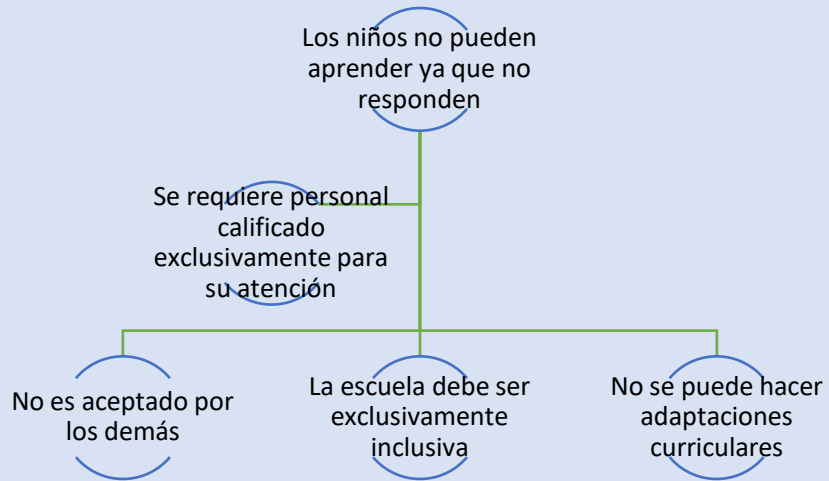 Los niños no pueden
aprender ya que no
responden
Se requiere personal
calificado
exclusivamente para
su atención
No es aceptado por
los demás
La escuela debe ser
exclusivamente
inclusiva
No se puede hacer
adaptaciones
curriculares